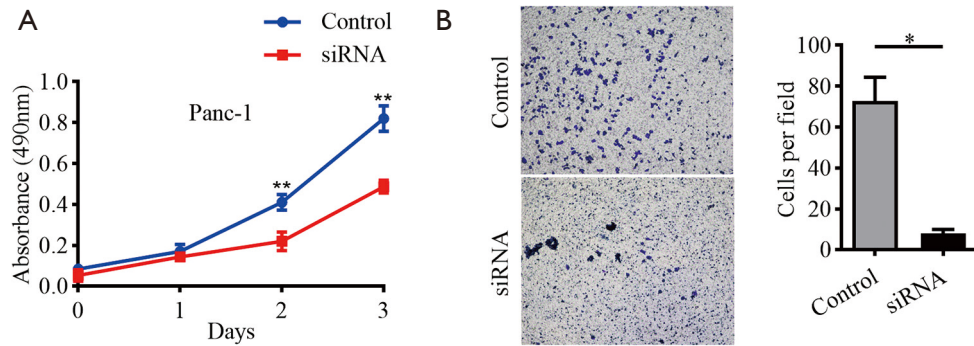 A
Control
siRNA
Panc-1
**
**
Absorbance (490nm)
1.0
0.8
0.6
0.4
0.2
0.0
0 1 2 3
Days
B
Control
siRNA
*
Cells per field
100
80
60
40
20
0
Control
siRNA